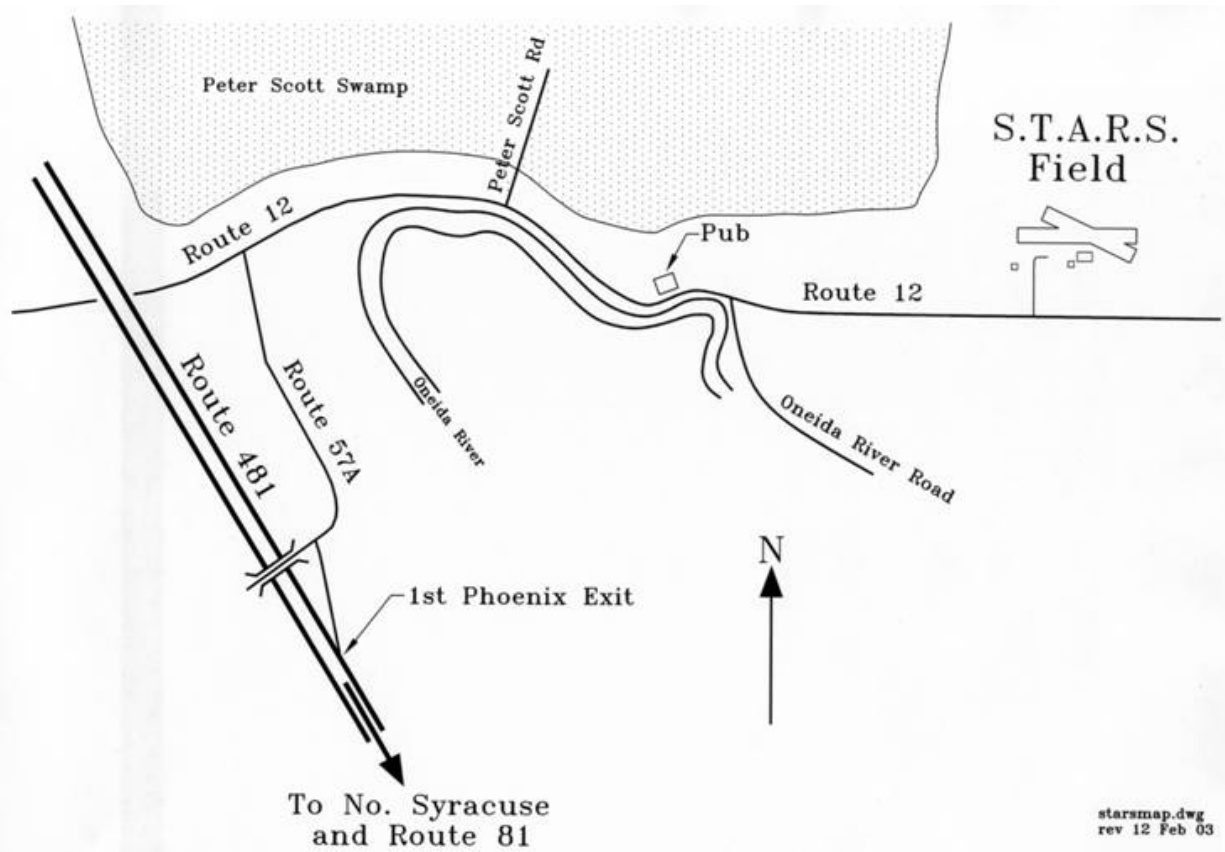 Peter Scott Swamp
Peter Scott Rd
S.T.A.R.S.
Field
Route 12
Pub
Route 12
Route 481
Route 57A
Oneida River
Oneida River Road
N
1st Phoenix Exit
To No. Syracuse
and Route 81
starsmap.dwg
rev 12 Feb 03